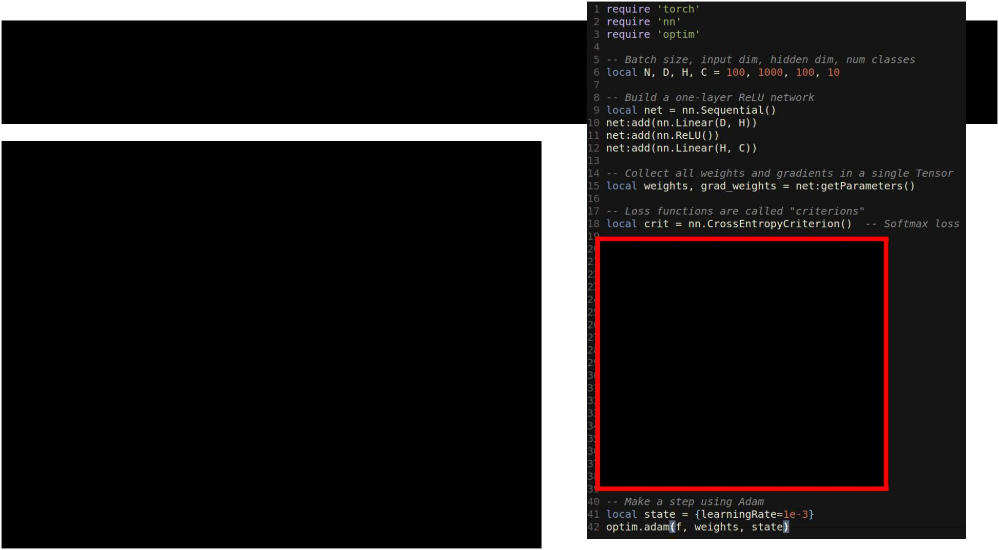 1 require 'torch'
2 require 'nn'
3 require 'optim'
4
5 -- Batch size, input dim, hidden dim, num classes
6 local N, D, H, C = 100, 1000, 100, 10
7
8 -- Build a one-layer ReLU network
9 local net = nn.Sequential()
10 net:add(nn.Linear(D, H))
11 net:add(nn.ReLU())
12 net:add(nn.Linear(H, C))
13
14 -- Collect all weights and gradients in a single Tensor
15 local weights, grad_weights = net:getParameters()
16
17 -- Loss functions are called "criterions"
18 local crit = nn.CrossEntropyCriterion()  -- Softmax loss
19
40 -- Make a step using Adam
41 local state = {learningRate=1e-3}
42 optim.adam(f, weights, state)